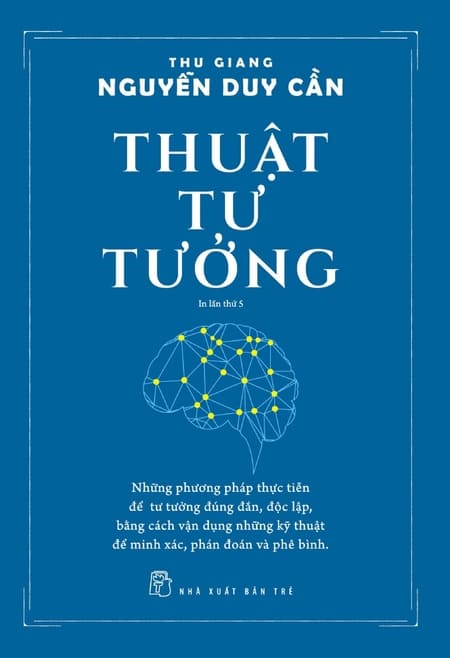 THU GIANG
NGUYỄN DUY CẦN
THUẬT
TƯ
TƯỞNG
In lần thứ 5
Những phương pháp thực tiễn
để tư tưởng đúng đắn, độc lập,
bằng cách vận dụng những kỹ thuật
để minh xác, phán đoán và phê bình.
NHÀ XUẤT BẢN TRẺ